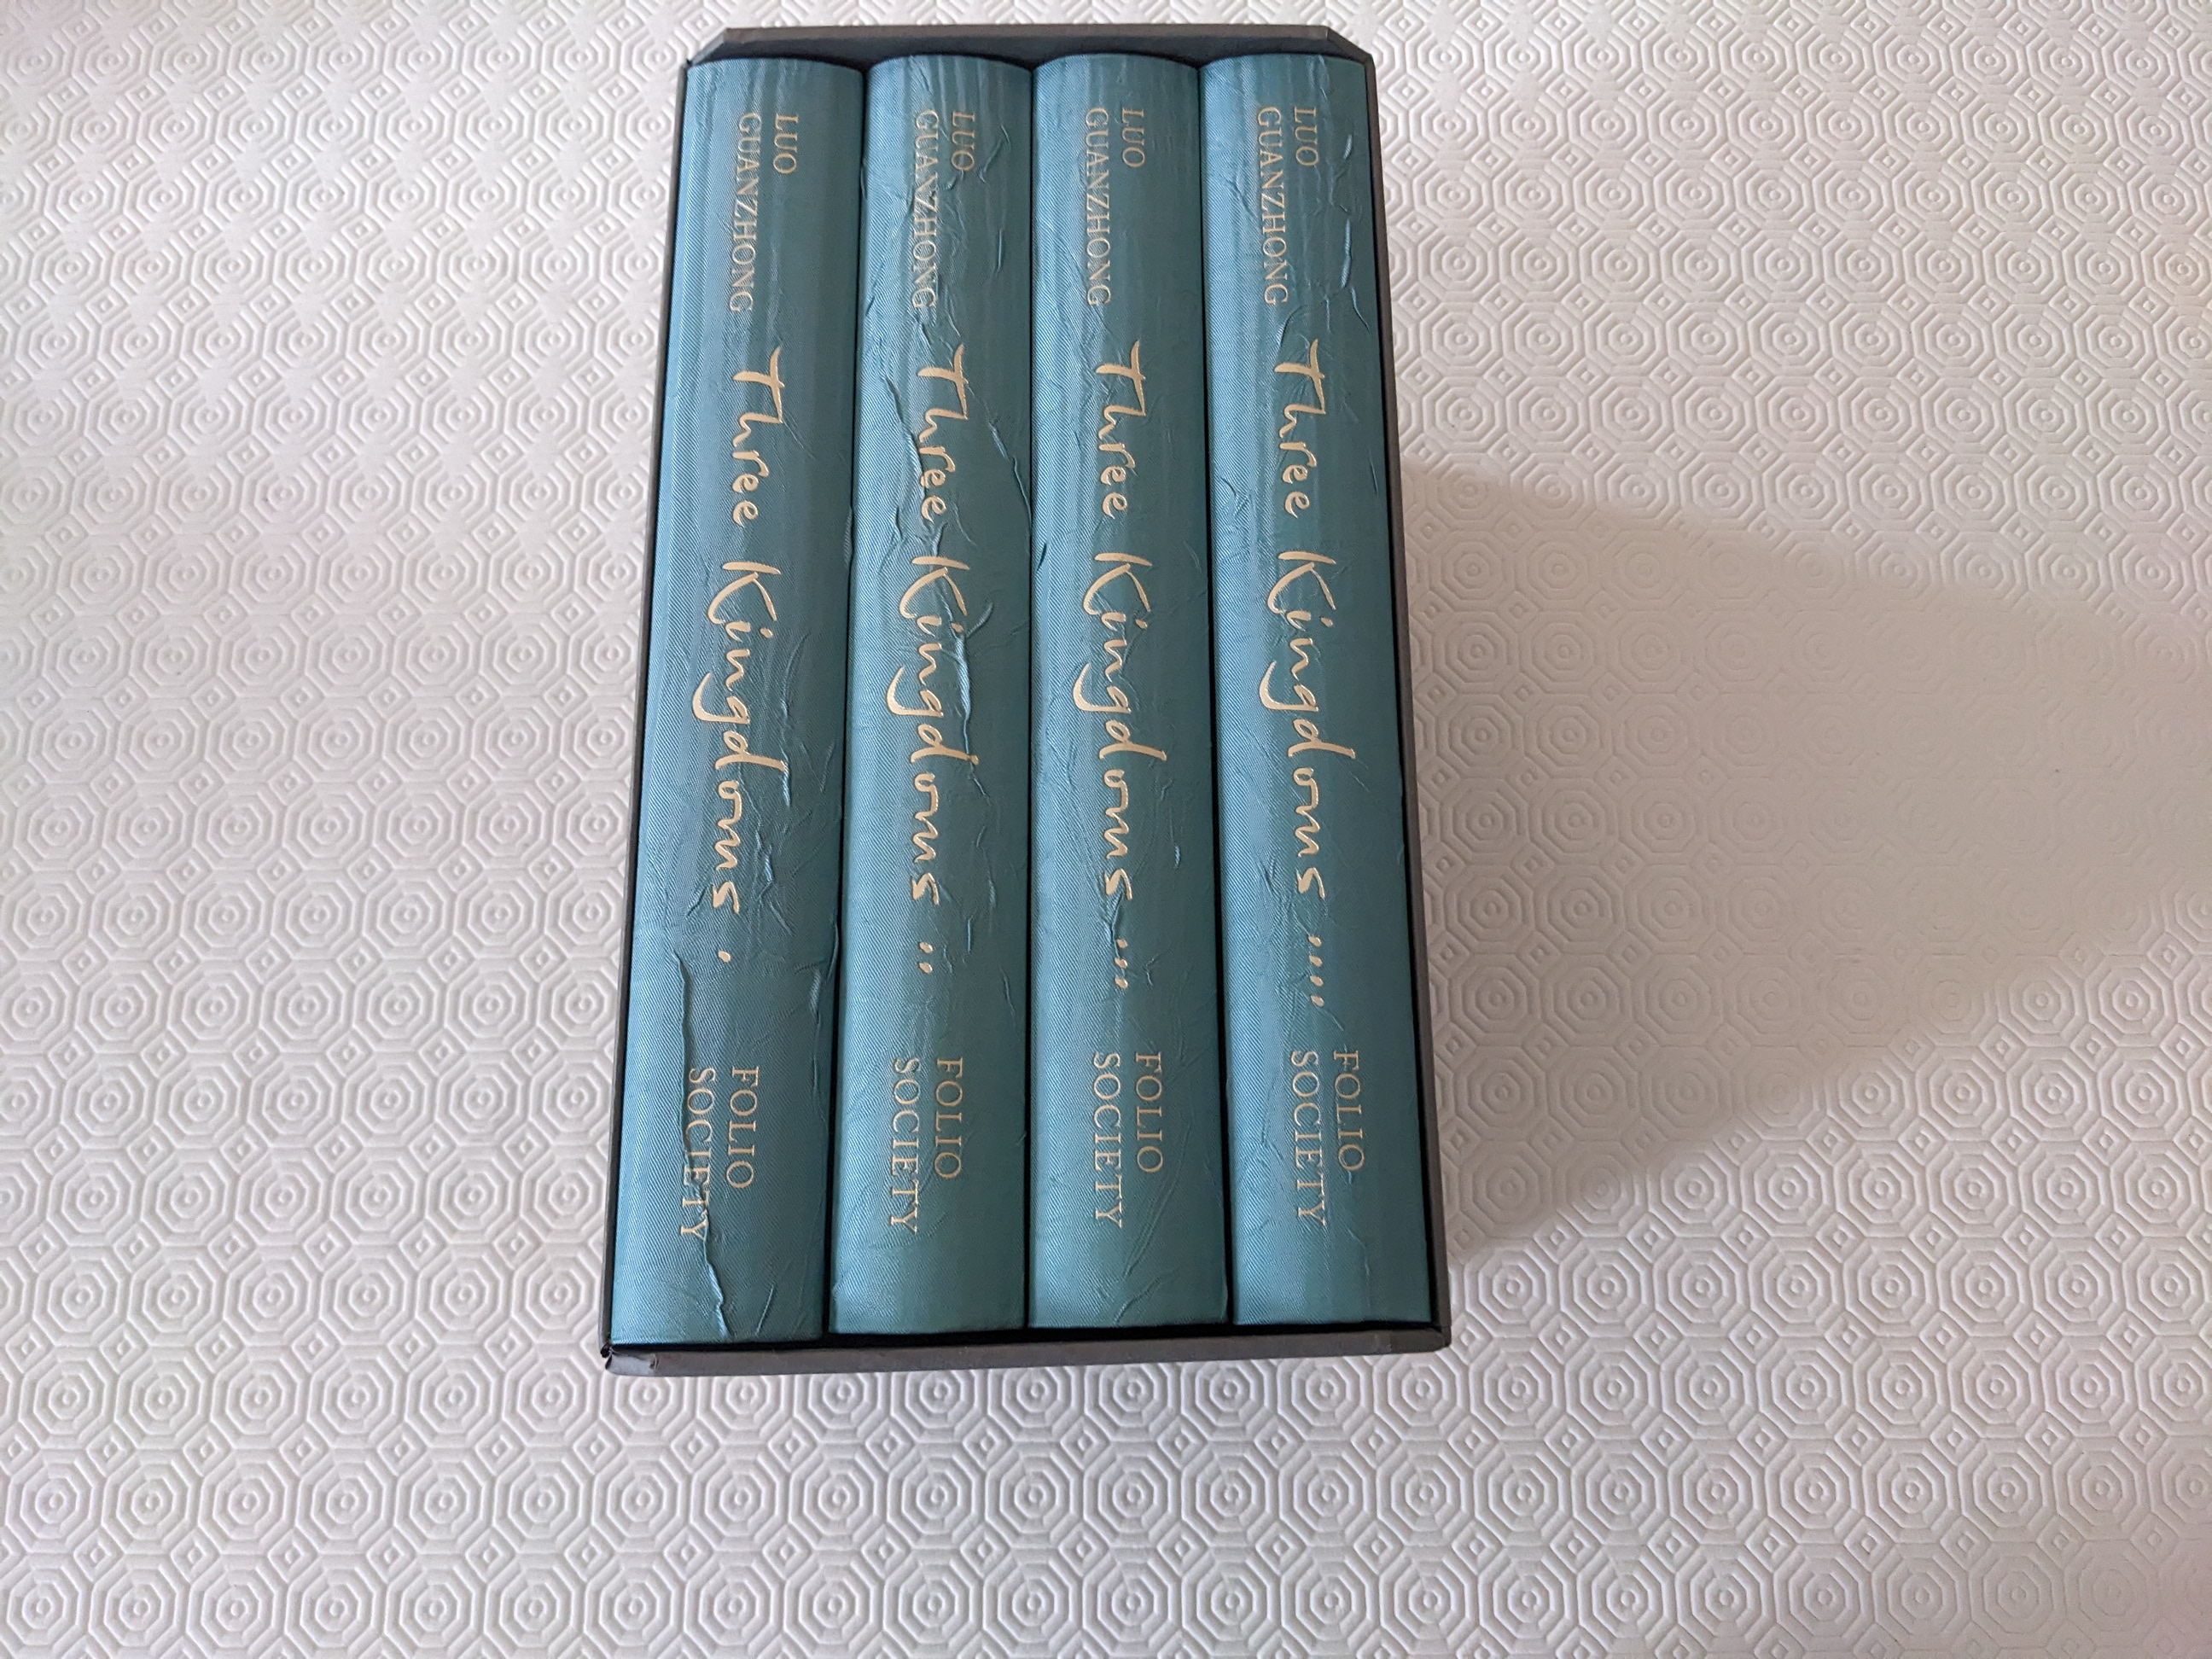 LUO
GUANZHONG
Three Kingdoms .
FOLIO
SOCIETY
LUO
GUANZHONG
Three Kingdoms ..
FOLIO
SOCIETY
LUO
GUANZHONG
Three Kingdoms ...
FOLIO
SOCIETY
LUO
GUANZHONG
Three Kingdoms ....
FOLIO
SOCIETY